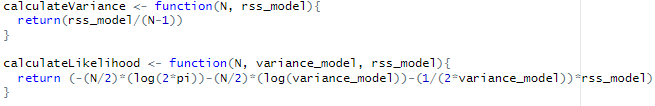 calculateVariance <- function(N, rss_model){
  return(rss_model/(N-1))
}
calculateLikelihood <- function(N, variance_model, rss_model){
  return (-(N/2)*(log(2*pi))-(N/2)*(log(variance_model))-(1/(2*variance_model))*rss_model)
}